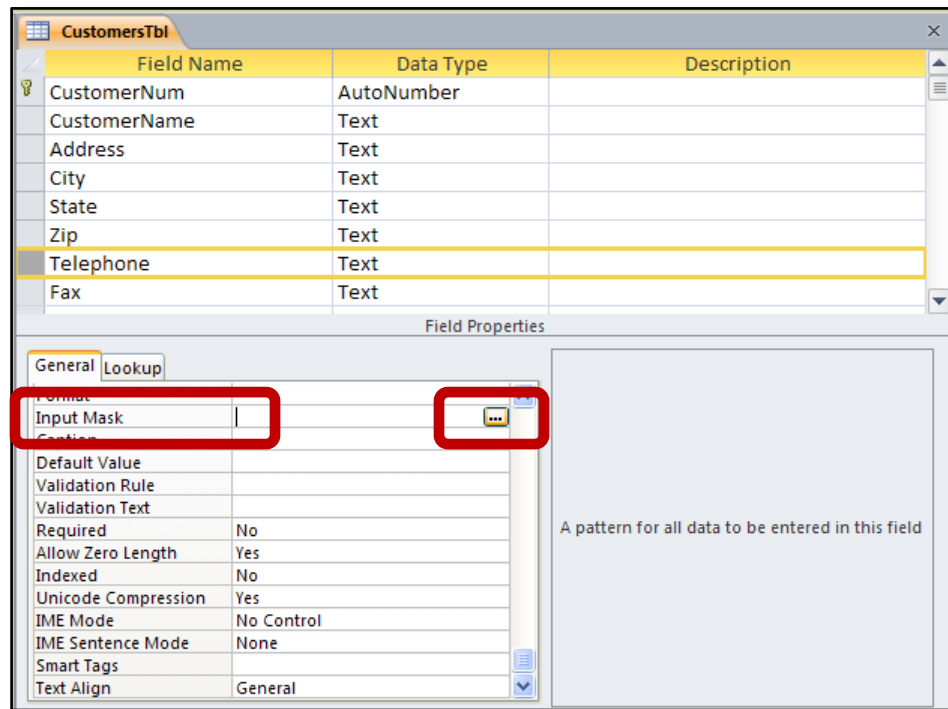 CustomersTbl
Field Name Data Type Description
CustomerNum AutoNumber
CustomerName Text
Address Text
City Text
State Text
Zip Text
Telephone Text
Fax Text
Field Properties
General Lookup
Format
Input Mask ...
Caption
Default Value
Validation Rule
Validation Text
Required No
Allow Zero Length Yes
Indexed No
Unicode Compression Yes
IME Mode No Control
IME Sentence Mode None
Smart Tags
Text Align General
A pattern for all data to be entered in this field